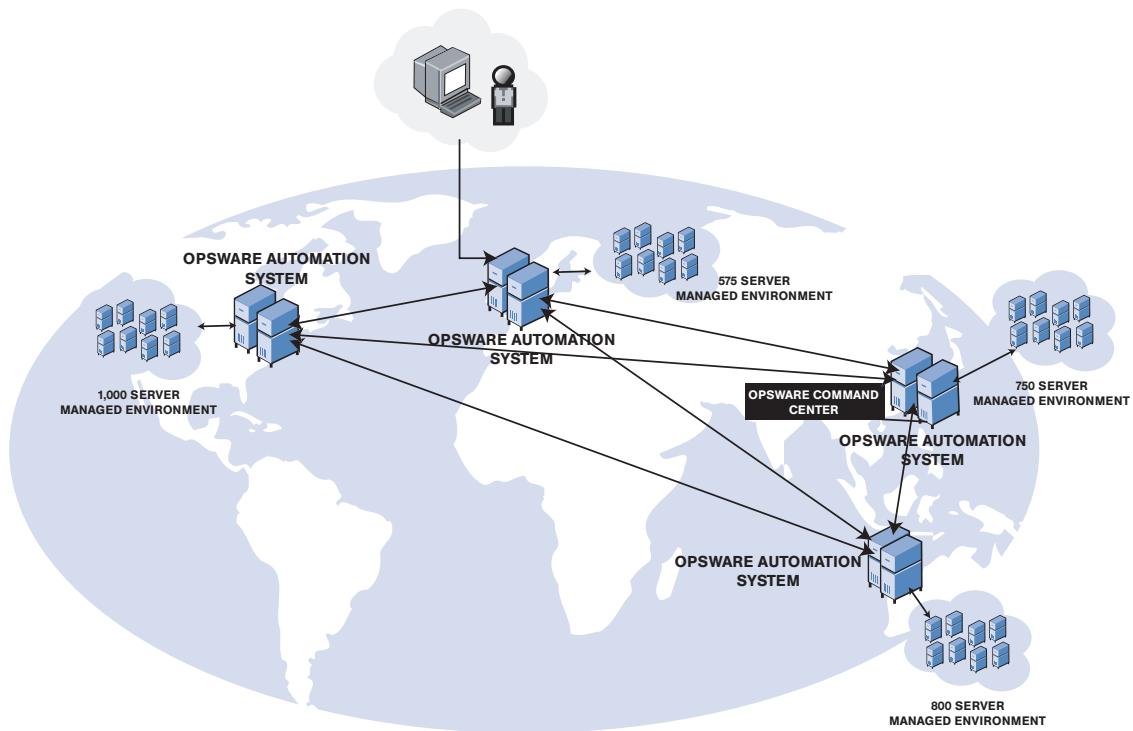 OPSWARE AUTOMATION
SYSTEM
575 SERVER
MANAGED ENVIRONMENT
OPSWARE AUTOMATION
SYSTEM
1,000 SERVER
MANAGED ENVIRONMENT
750 SERVER
MANAGED ENVIRONMENT
OPSWARE COMMAND
CENTER
OPSWARE AUTOMATION
SYSTEM
OPSWARE AUTOMATION
SYSTEM
800 SERVER
MANAGED ENVIRONMENT